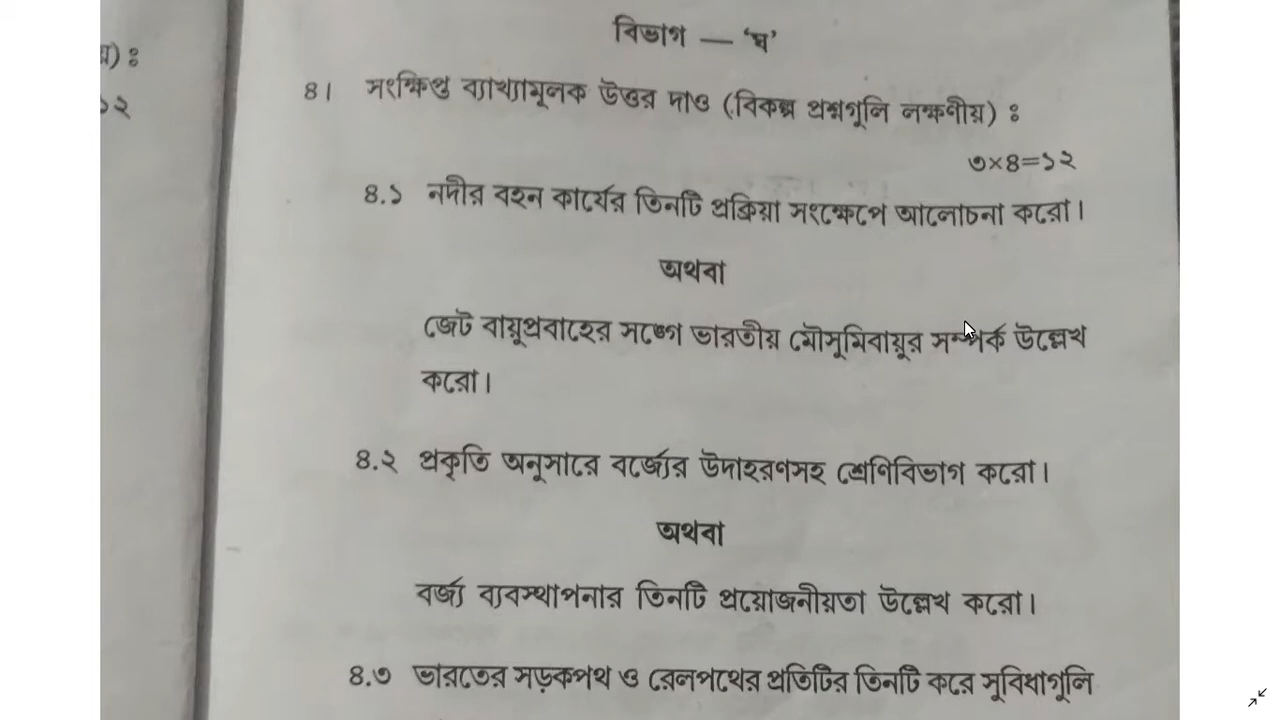 বিভাগ — ‘ঘ’
য়) :
৪। সংক্ষিপ্ত ব্যাখ্যামূলক উত্তর দাও (বিকল্প প্রশ্নগুলি লক্ষণীয়) :
১২
৩×৪=১২
৪.১ নদীর বহন কার্যের তিনটি প্রক্রিয়া সংক্ষেপে আলোচনা করো।
অথবা
জেট বায়ুপ্রবাহের সঙ্গে ভারতীয় মৌসুমিবায়ুর সম্পর্ক উল্লেখ
করো।
৪.২ প্রকৃতি অনুসারে বর্জ্যের উদাহরণসহ শ্রেণিবিভাগ করো।
অথবা
বর্জ্য ব্যবস্থাপনার তিনটি প্রয়োজনীয়তা উল্লেখ করো।
৪.৩ ভারতের সড়কপথ ও রেলপথের প্রতিটির তিনটি করে সুবিধাগুলি